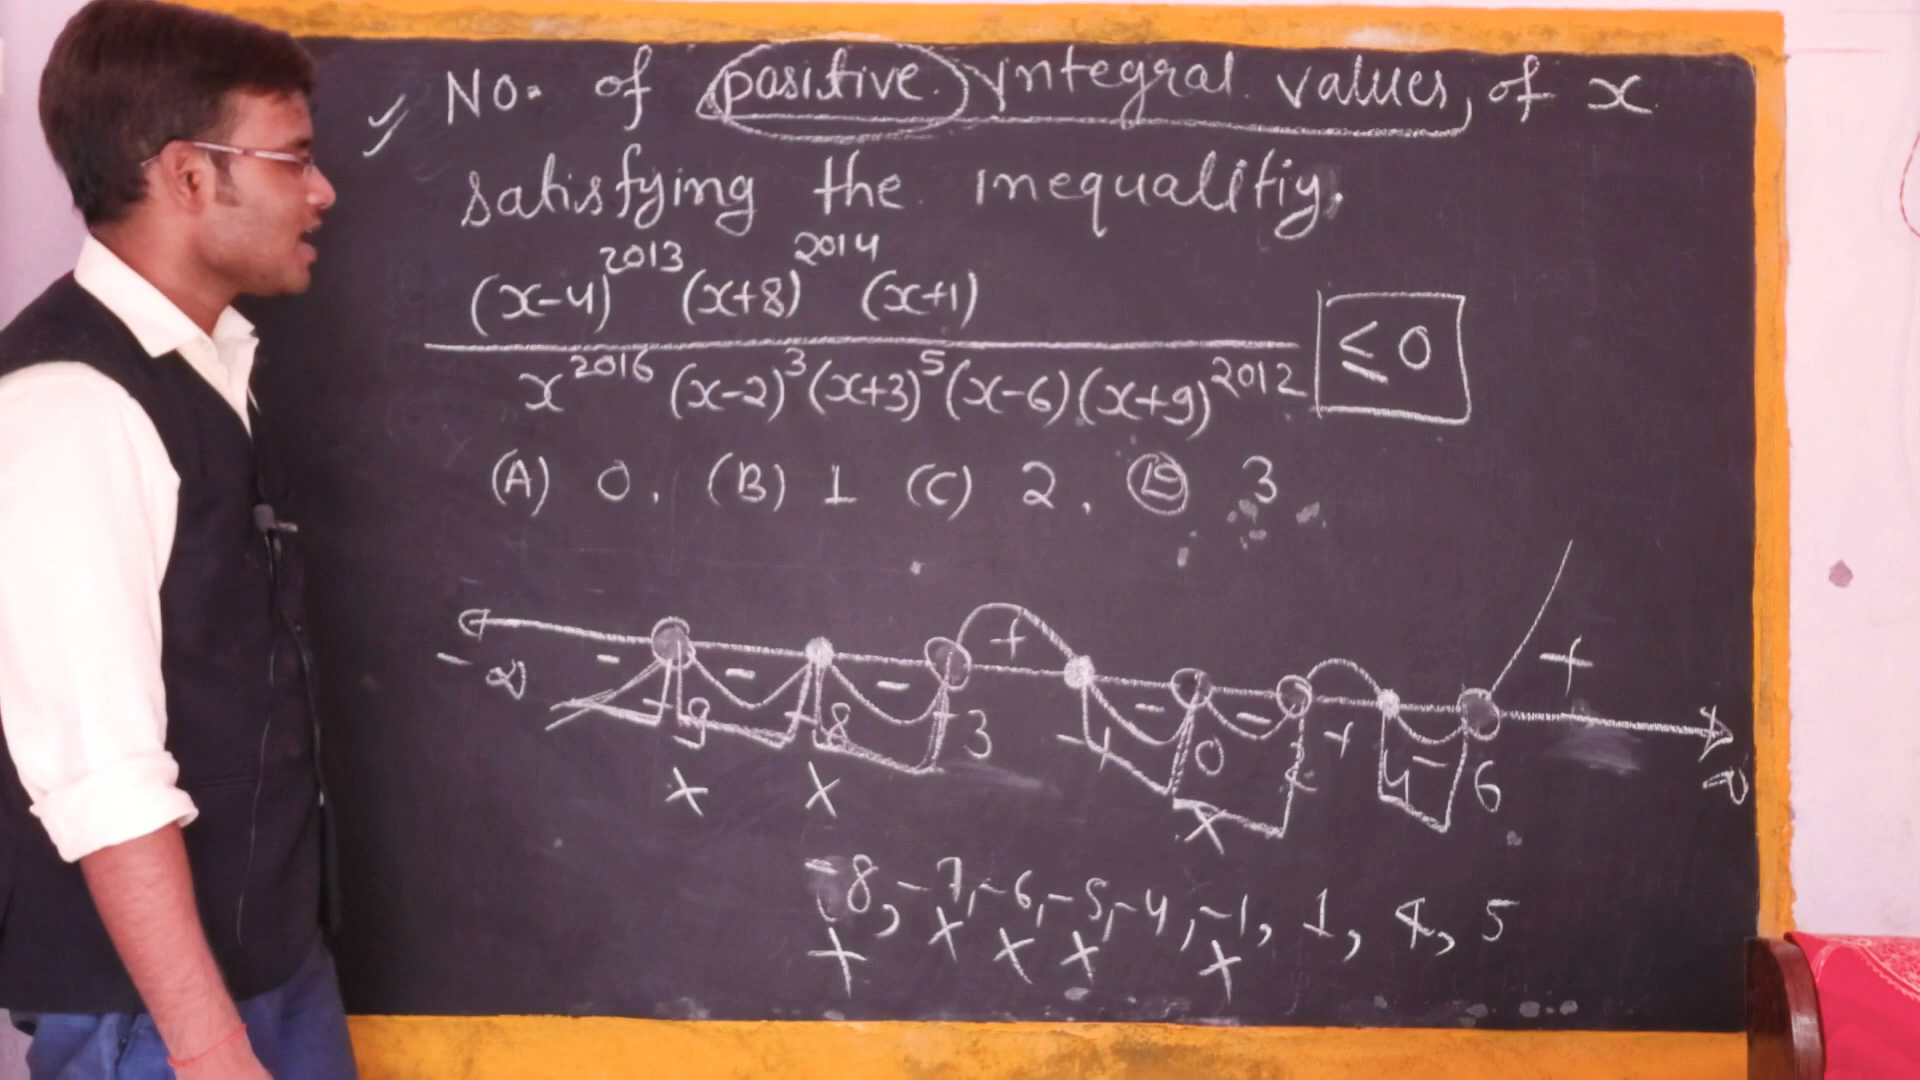 NO. of positive integral values, of x
satisfying the inequalitiy.
(x-4)^2013 (x+8)^2014 (x+1)
x^2016 (x-2)^3 (x+3)^5 (x-6) (x+9)^2012 ≤ 0
(A) 0, (B) 1 (C) 2, (D) 3
- - - + - - + - +
-∞ -9 -8 -3 -1 0 2 4 6 ∞
x x x
-8, -7, -6, -5, -4, -1, 1, 4, 5
x x x x x